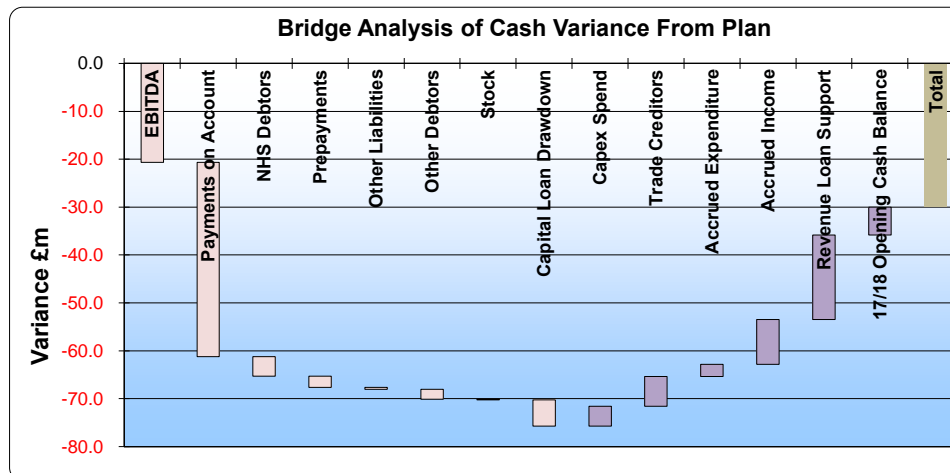 Bridge Analysis of Cash Variance From Plan
Variance £m
0.0
-10.0
-20.0
-30.0
-40.0
-50.0
-60.0
-70.0
-80.0
EBITDA
Payments on Account
NHS Debtors
Prepayments
Other Liabilities
Other Debtors
Stock
Capital Loan Drawdown
Capex Spend
Trade Creditors
Accrued Expenditure
Accrued Income
Revenue Loan Support
17/18 Opening Cash Balance
Total